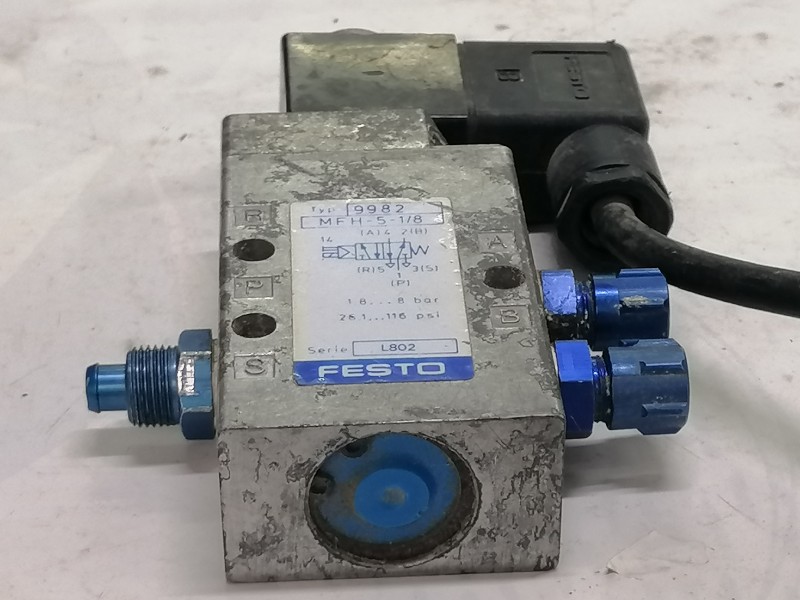 FESTO
B
Typ 9982
MFH-5-1/8
R
P
S
A
B
(A)4 2(B)
14
(R)5 3(S)
1
(P)
1.8...8 bar
26.1...116 psi
Serie L802
FESTO